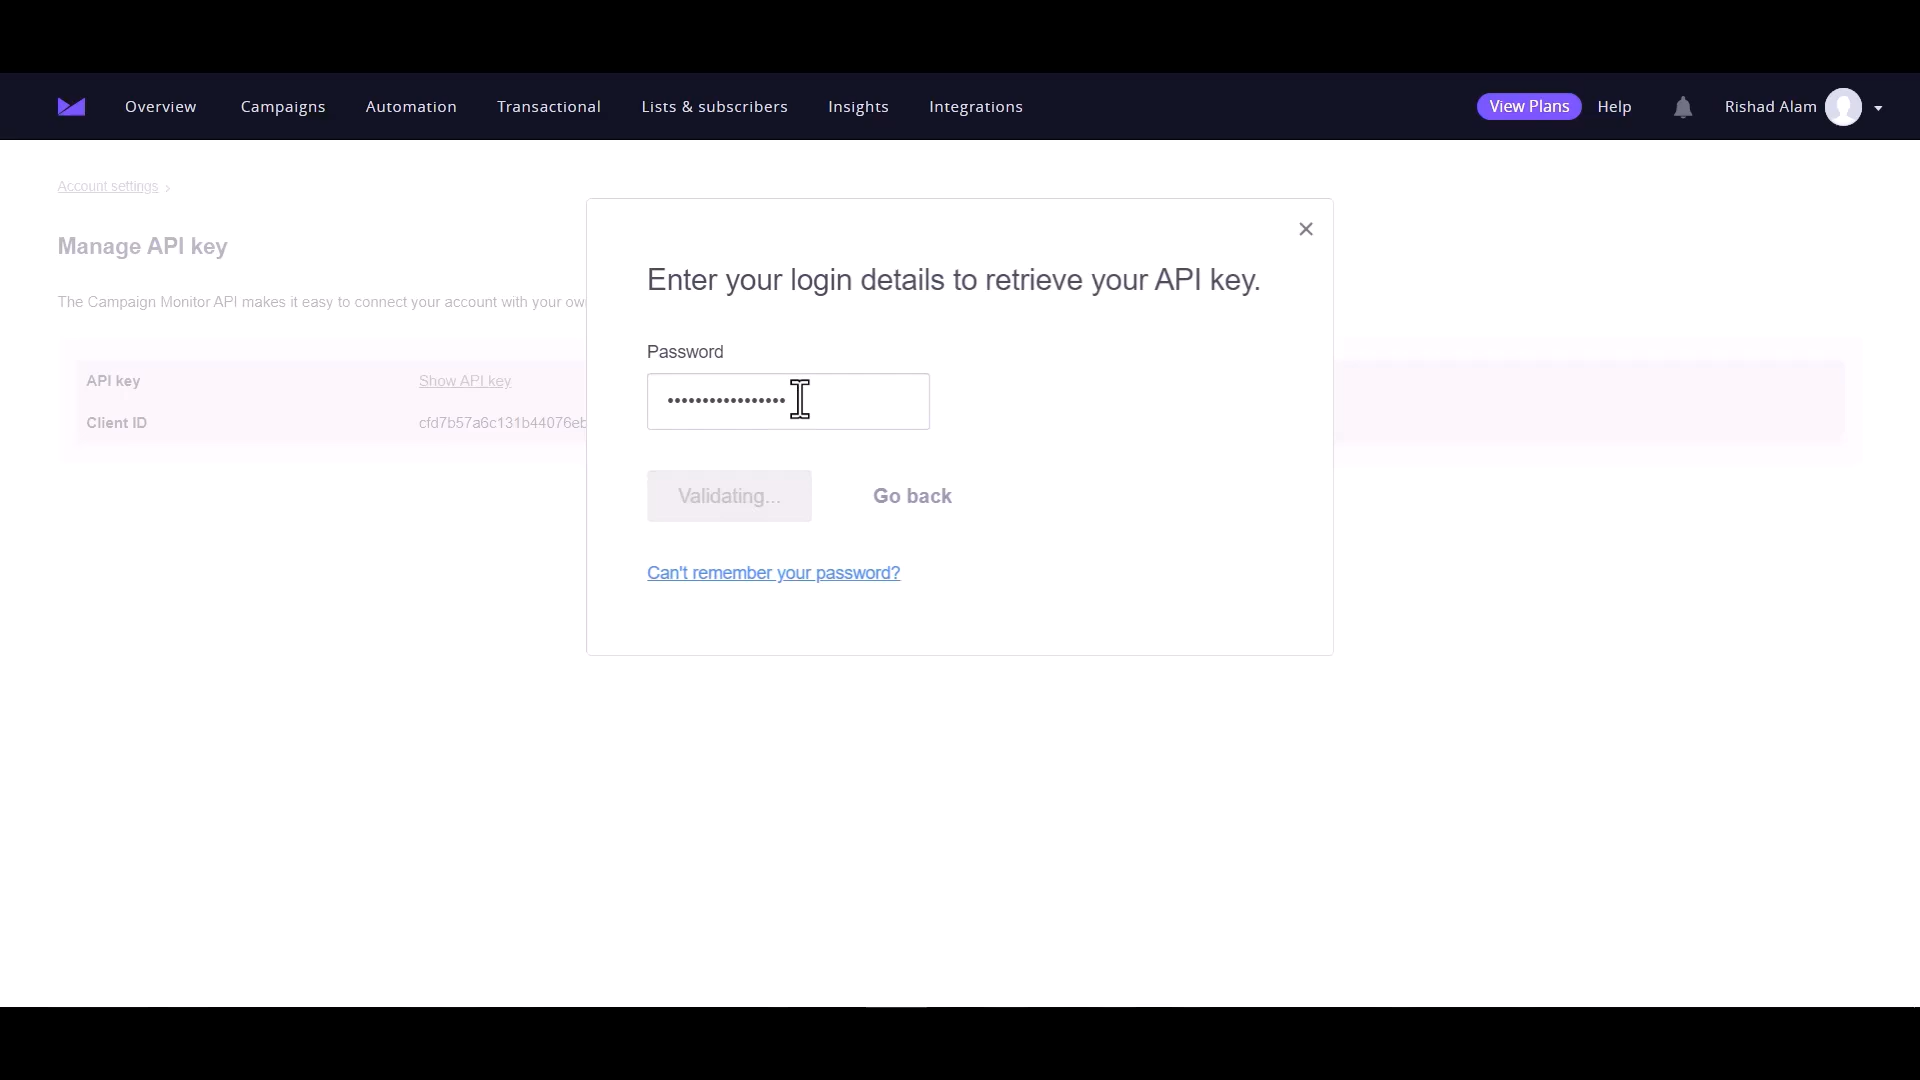 Overview Campaigns Automation Transactional Lists & subscribers Insights Integrations View Plans Help Rishad Alam
Account settings ›
Manage API key
The Campaign Monitor API makes it easy to connect your account with your
API key Show API key
Client ID
Enter your login details to retrieve your API key.
Password
•••••••••••••••••
Validating... Go back
Can't remember your password?